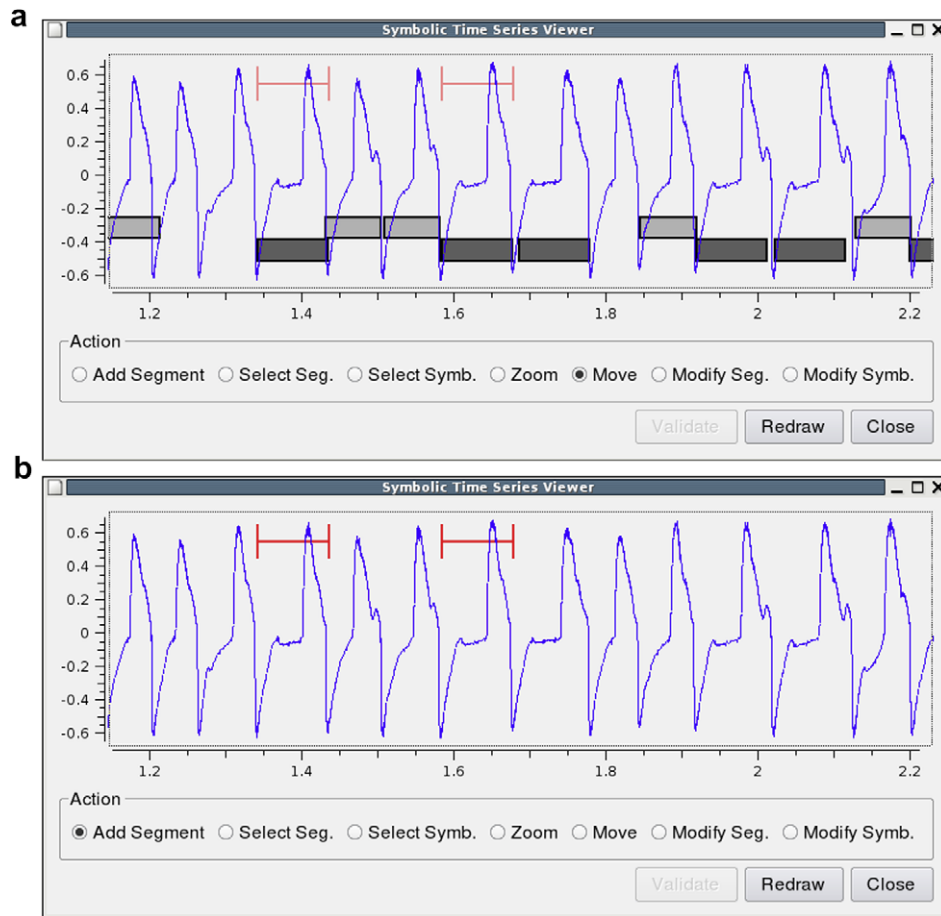 a
Symbolic Time Series Viewer
0.6
0.4
0.2
0
-0.2
-0.4
-0.6
1.2 1.4 1.6 1.8 2 2.2
Action
Add Segment Select Seg. Select Symb. Zoom Move Modify Seg. Modify Symb.
Validate Redraw Close
b
Symbolic Time Series Viewer
0.6
0.4
0.2
0
-0.2
-0.4
-0.6
1.2 1.4 1.6 1.8 2 2.2
Action
Add Segment Select Seg. Select Symb. Zoom Move Modify Seg. Modify Symb.
Validate Redraw Close